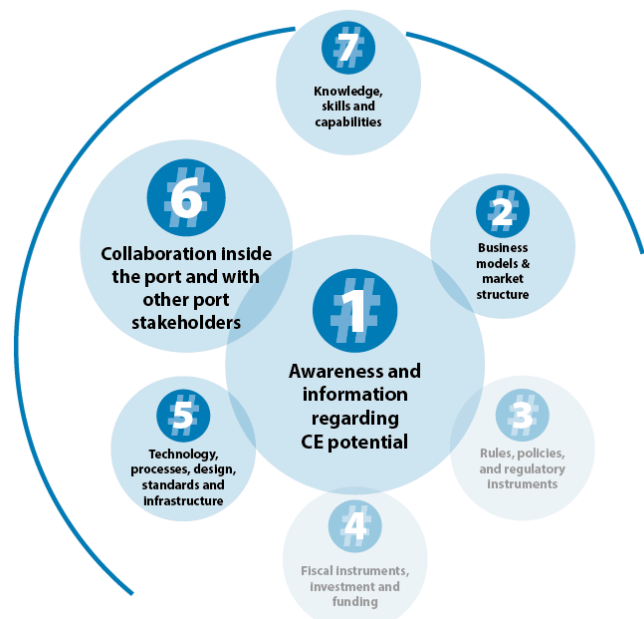 #7
Knowledge,
skills and
capabilities
#6
Collaboration inside
the port and with
other port
stakeholders
#2
Business
models &
market
structure
#1
Awareness and
information
regarding
CE potential
#5
Technology,
processes, design,
standards and
infrastructure
#3
Rules, policies,
and regulatory
instruments
#4
Fiscal instruments,
investment and
funding